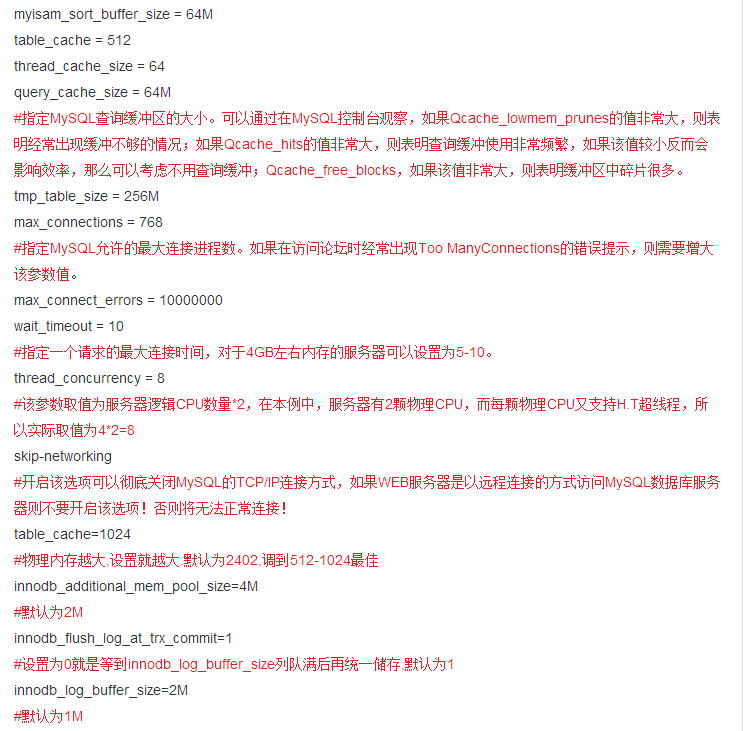 myisam_sort_buffer_size = 64M
table_cache = 512
thread_cache_size = 64
query_cache_size = 64M
#指定MySQL查询缓冲区的大小。可以通过在MySQL控制台观察，如果Qcache_lowmem_prunes的值非常大，则表
明经常出现缓冲不够的情况；如果Qcache_hits的值非常大，则表明查询缓冲使用非常频繁，如果该值较小反而会
影响效率，那么可以考虑不用查询缓冲；Qcache_free_blocks，如果该值非常大，则表明缓冲区中碎片很多。
tmp_table_size = 256M
max_connections = 768
#指定MySQL允许的最大连接进程数。如果在访问论坛时经常出现Too ManyConnections的错误提示，则需要增大
该参数值。
max_connect_errors = 10000000
wait_timeout = 10
#指定一个请求的最大连接时间，对于4GB左右内存的服务器可以设置为5-10。
thread_concurrency = 8
#该参数取值为服务器逻辑CPU数量*2，在本例中，服务器有2颗物理CPU，而每颗物理CPU又支持H.T超线程，所
以实际取值为4*2=8
skip-networking
#开启该选项可以彻底关闭MySQL的TCP/IP连接方式，如果WEB服务器是以远程连接的方式访问MySQL数据库服务
器则不要开启该选项！否则将无法正常连接！
table_cache=1024
#物理内存越大,设置就越大.默认为2402,调到512-1024最佳
innodb_additional_mem_pool_size=4M
#默认为2M
innodb_flush_log_at_trx_commit=1
#设置为0就是等到innodb_log_buffer_size列队满后再统一储存,默认为1
innodb_log_buffer_size=2M
#默认为1M